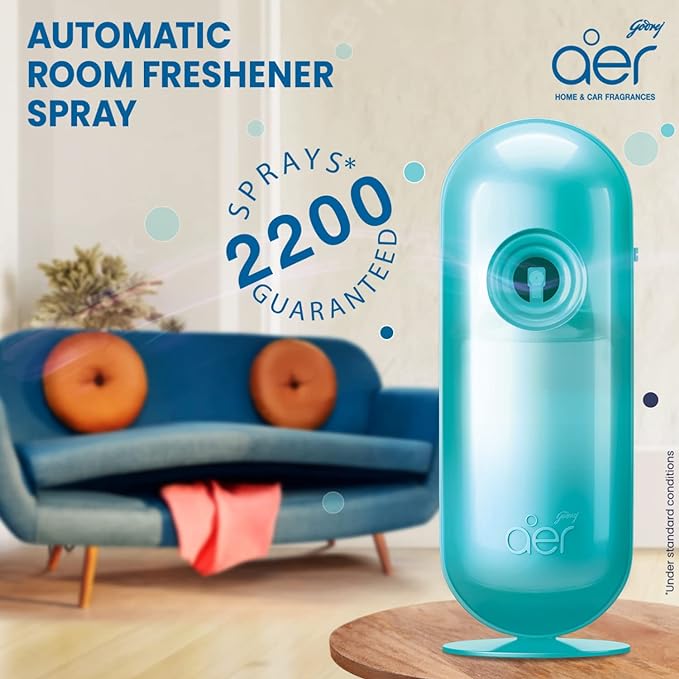 AUTOMATIC
ROOM FRESHENER
SPRAY
Godrej
aer
HOME & CAR FRAGRANCES
SPRAYS*
2200
GUARANTEED
Godrej
aer
*Under standard conditions